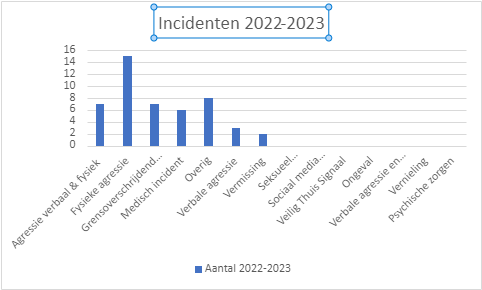 Incidenten 2022-2023
16
14
12
10
8
6
4
2
0
Agressie verbaal & fysiek
Fysieke agressie
Grensoverschrijdend...
Medisch incident
Overig
Verbale agressie
Vermissing
Seksueel...
Sociaal media...
Veilig Thuis Signaal
Ongeval
Verbale agressie en...
Vernieling
Psychische zorgen
Aantal 2022-2023